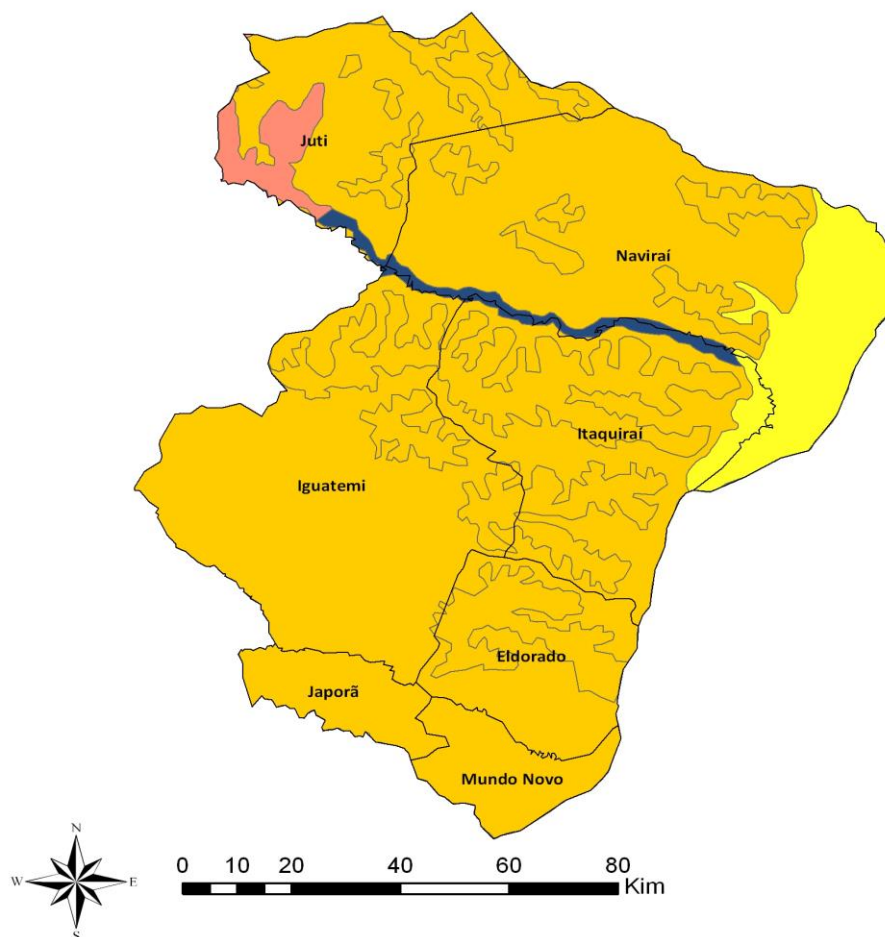 Juti
Naviraí
Itaquiraí
Iguatemi
Eldorado
Japorã
Mundo Novo
N
W E
S
0 10 20 40 60 80
Kim